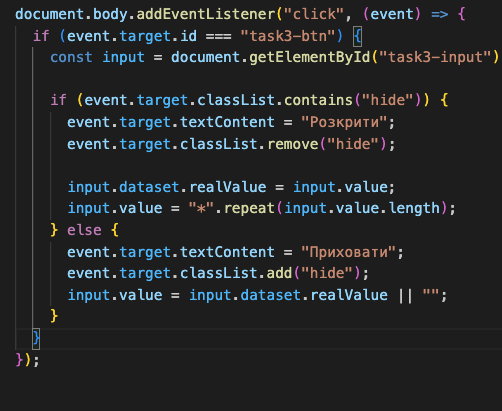 document.body.addEventListener("click", (event) => {
  if (event.target.id === "task3-btn") {
    const input = document.getElementById("task3-input")
    if (event.target.classList.contains("hide")) {
      event.target.textContent = "Розкрити";
      event.target.classList.remove("hide");
      input.dataset.realValue = input.value;
      input.value = "*".repeat(input.value.length);
    } else {
      event.target.textContent = "Приховати";
      event.target.classList.add("hide");
      input.value = input.dataset.realValue || "";
    }
  }
});